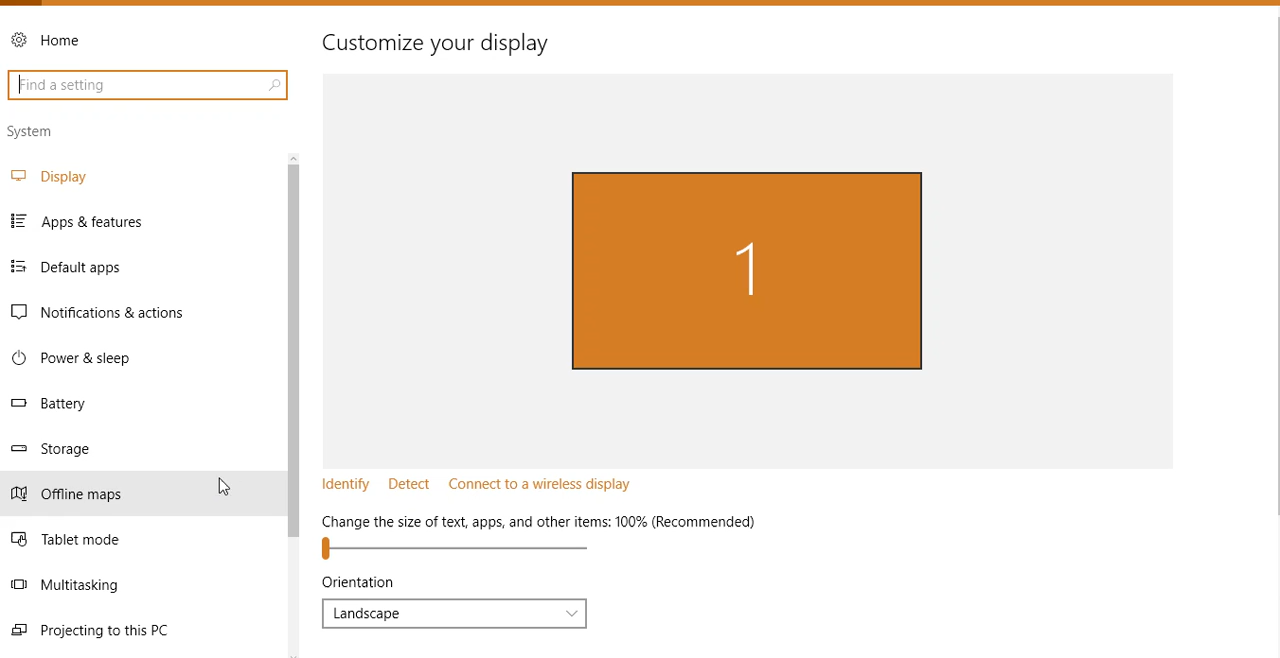 Home
Find a setting
System
Display
Apps & features
Default apps
Notifications & actions
Power & sleep
Battery
Storage
Offline maps
Tablet mode
Multitasking
Projecting to this PC
Customize your display
1
Identify Detect Connect to a wireless display
Change the size of text, apps, and other items: 100% (Recommended)
Orientation
Landscape